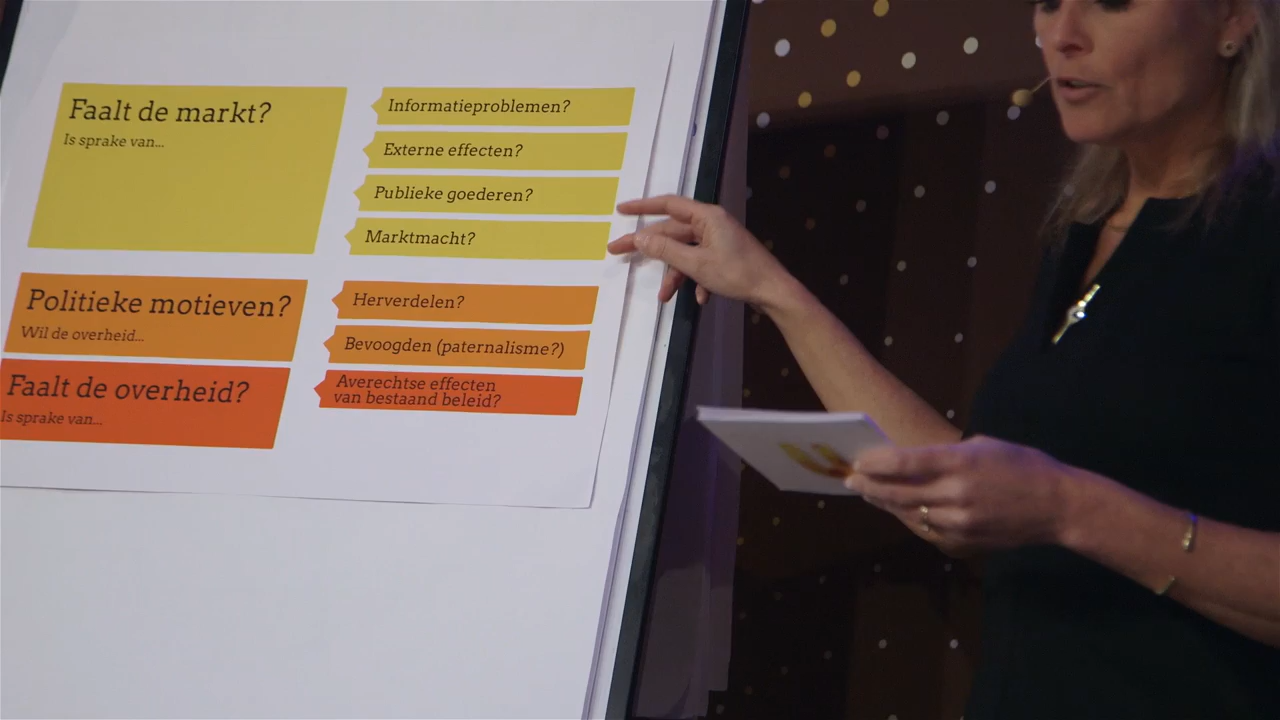 Faalt de markt?
Is sprake van...
Informatieproblemen?
Externe effecten?
Publieke goederen?
Marktmacht?
Politieke motieven?
Wil de overheid...
Herverdelen?
Bevoogden (paternalisme?)
Faalt de overheid?
Is sprake van...
Averechtse effecten
van bestaand beleid?